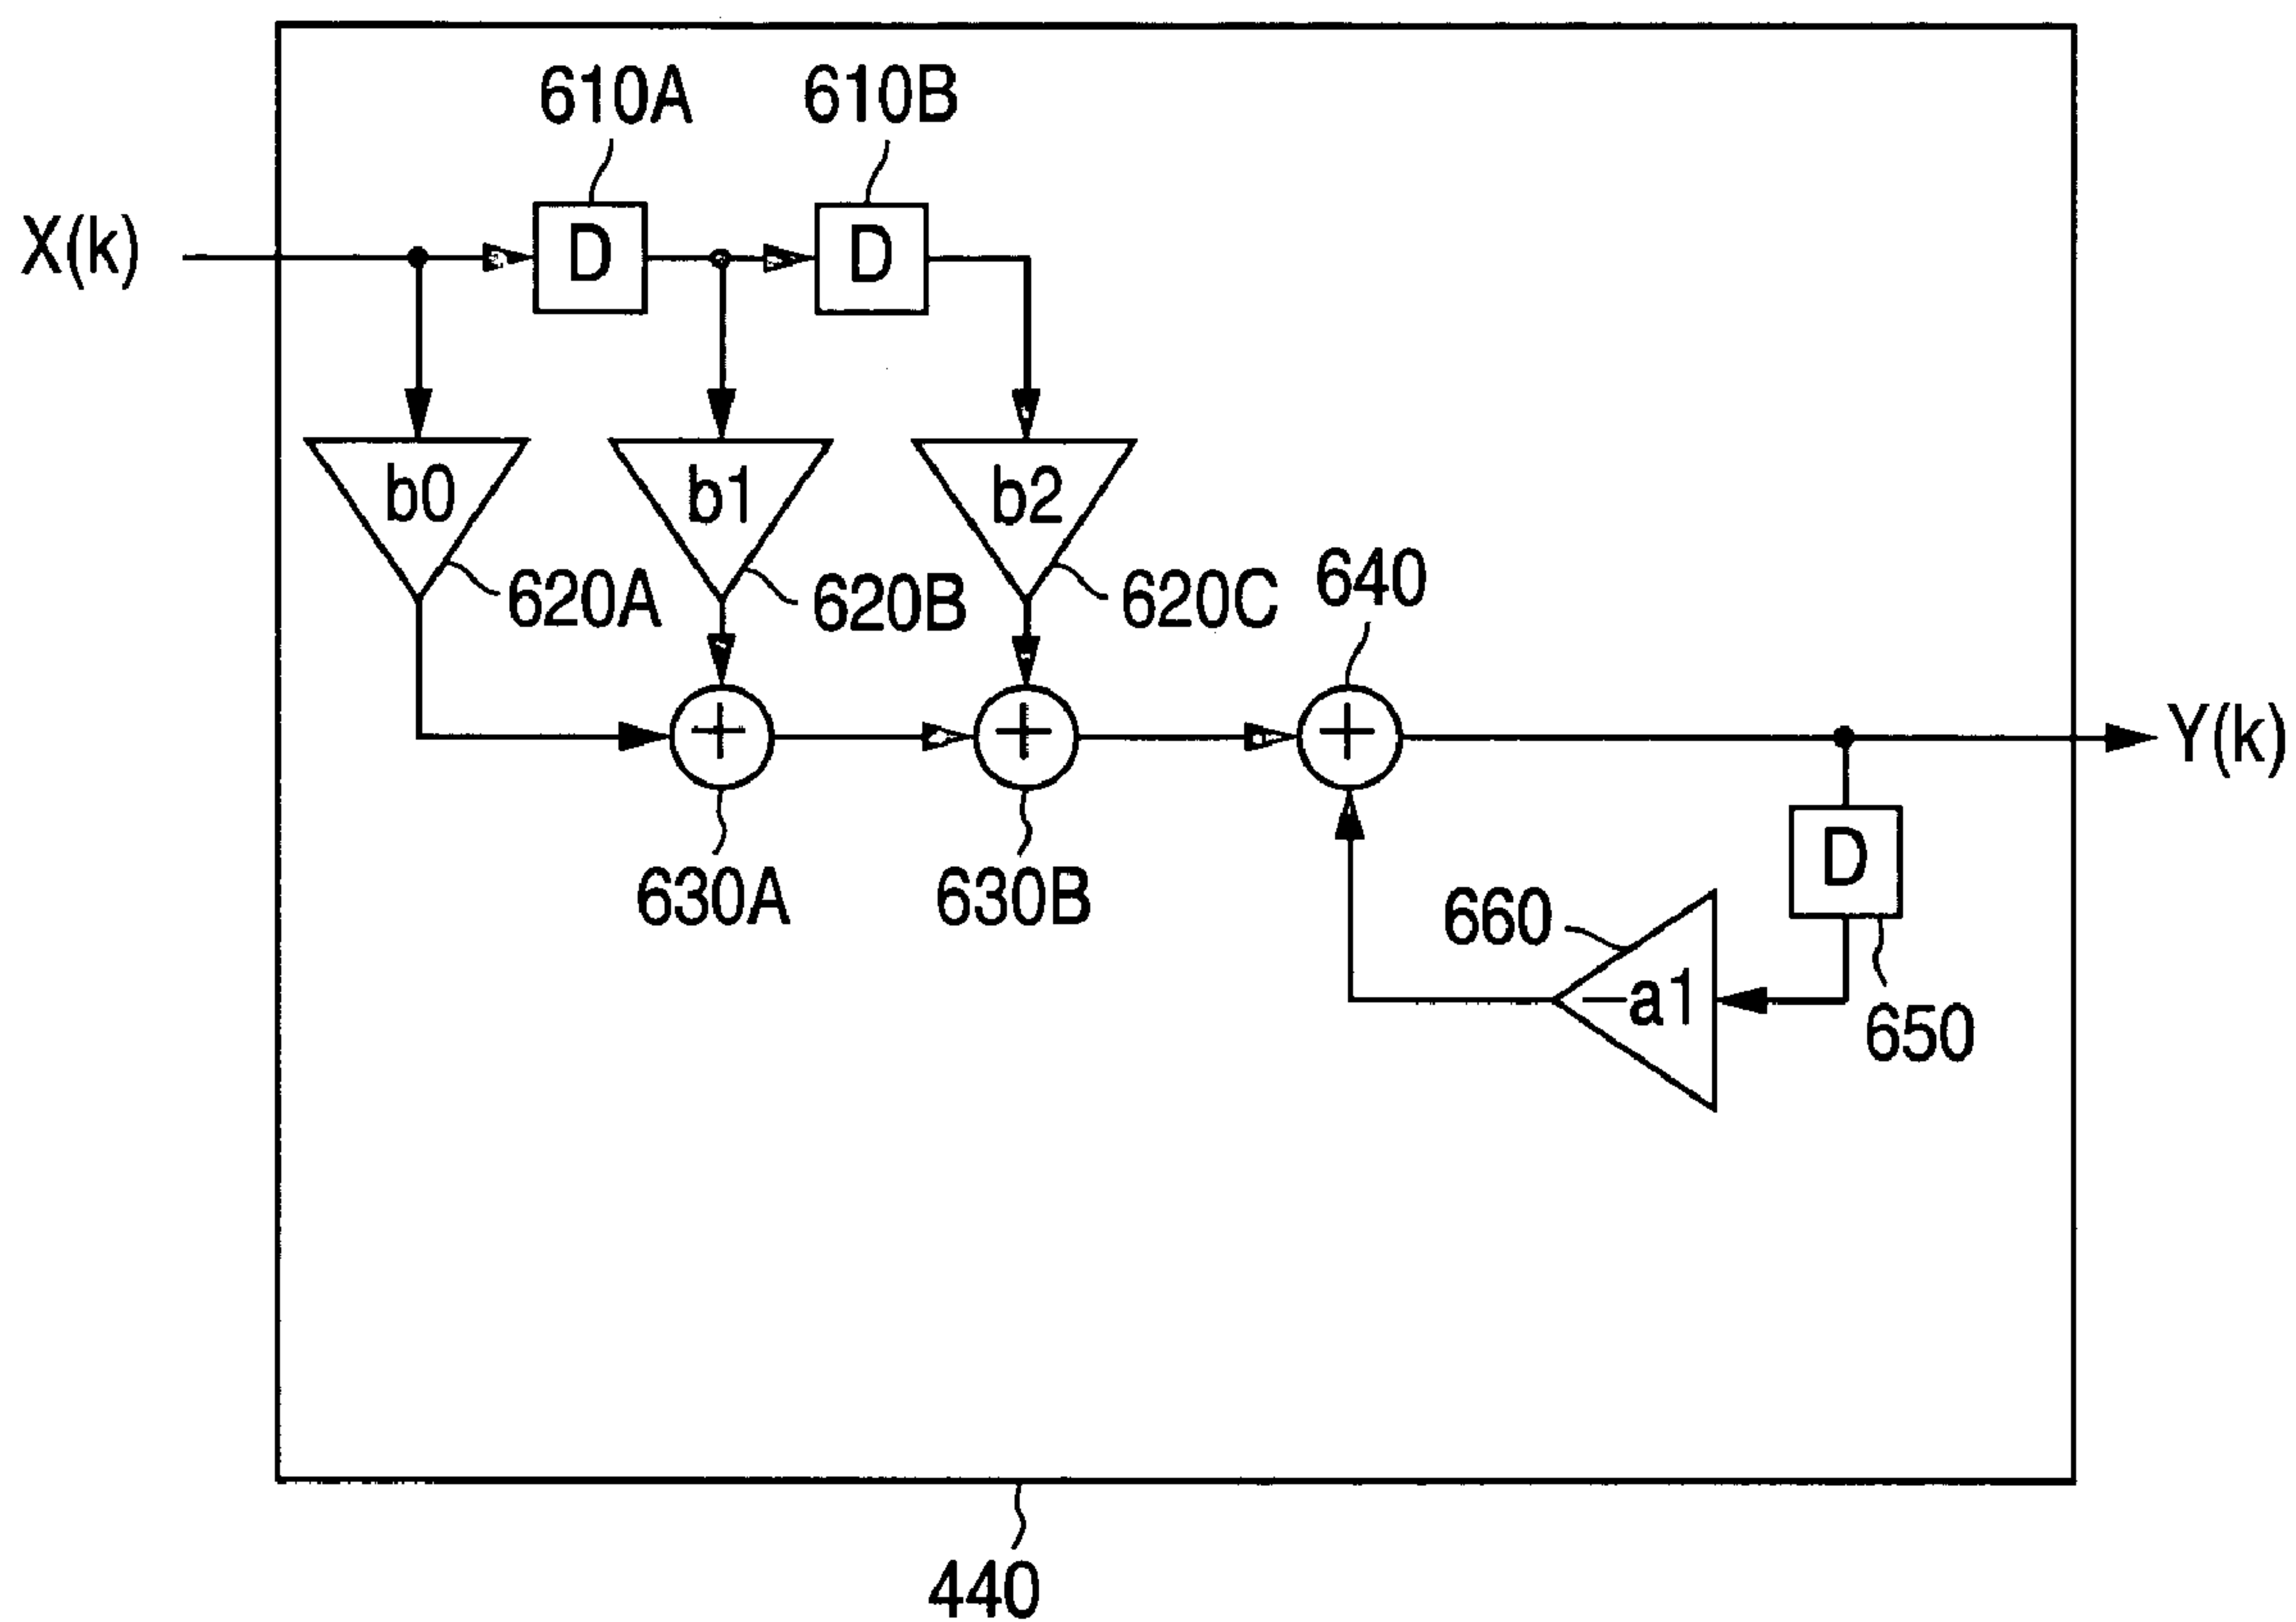 610A 610B
X(k) D D
b0 b1 b2
620A 620B 620C 640
+ + + Y(k)
D
630A 630B 660
−a1
650
440